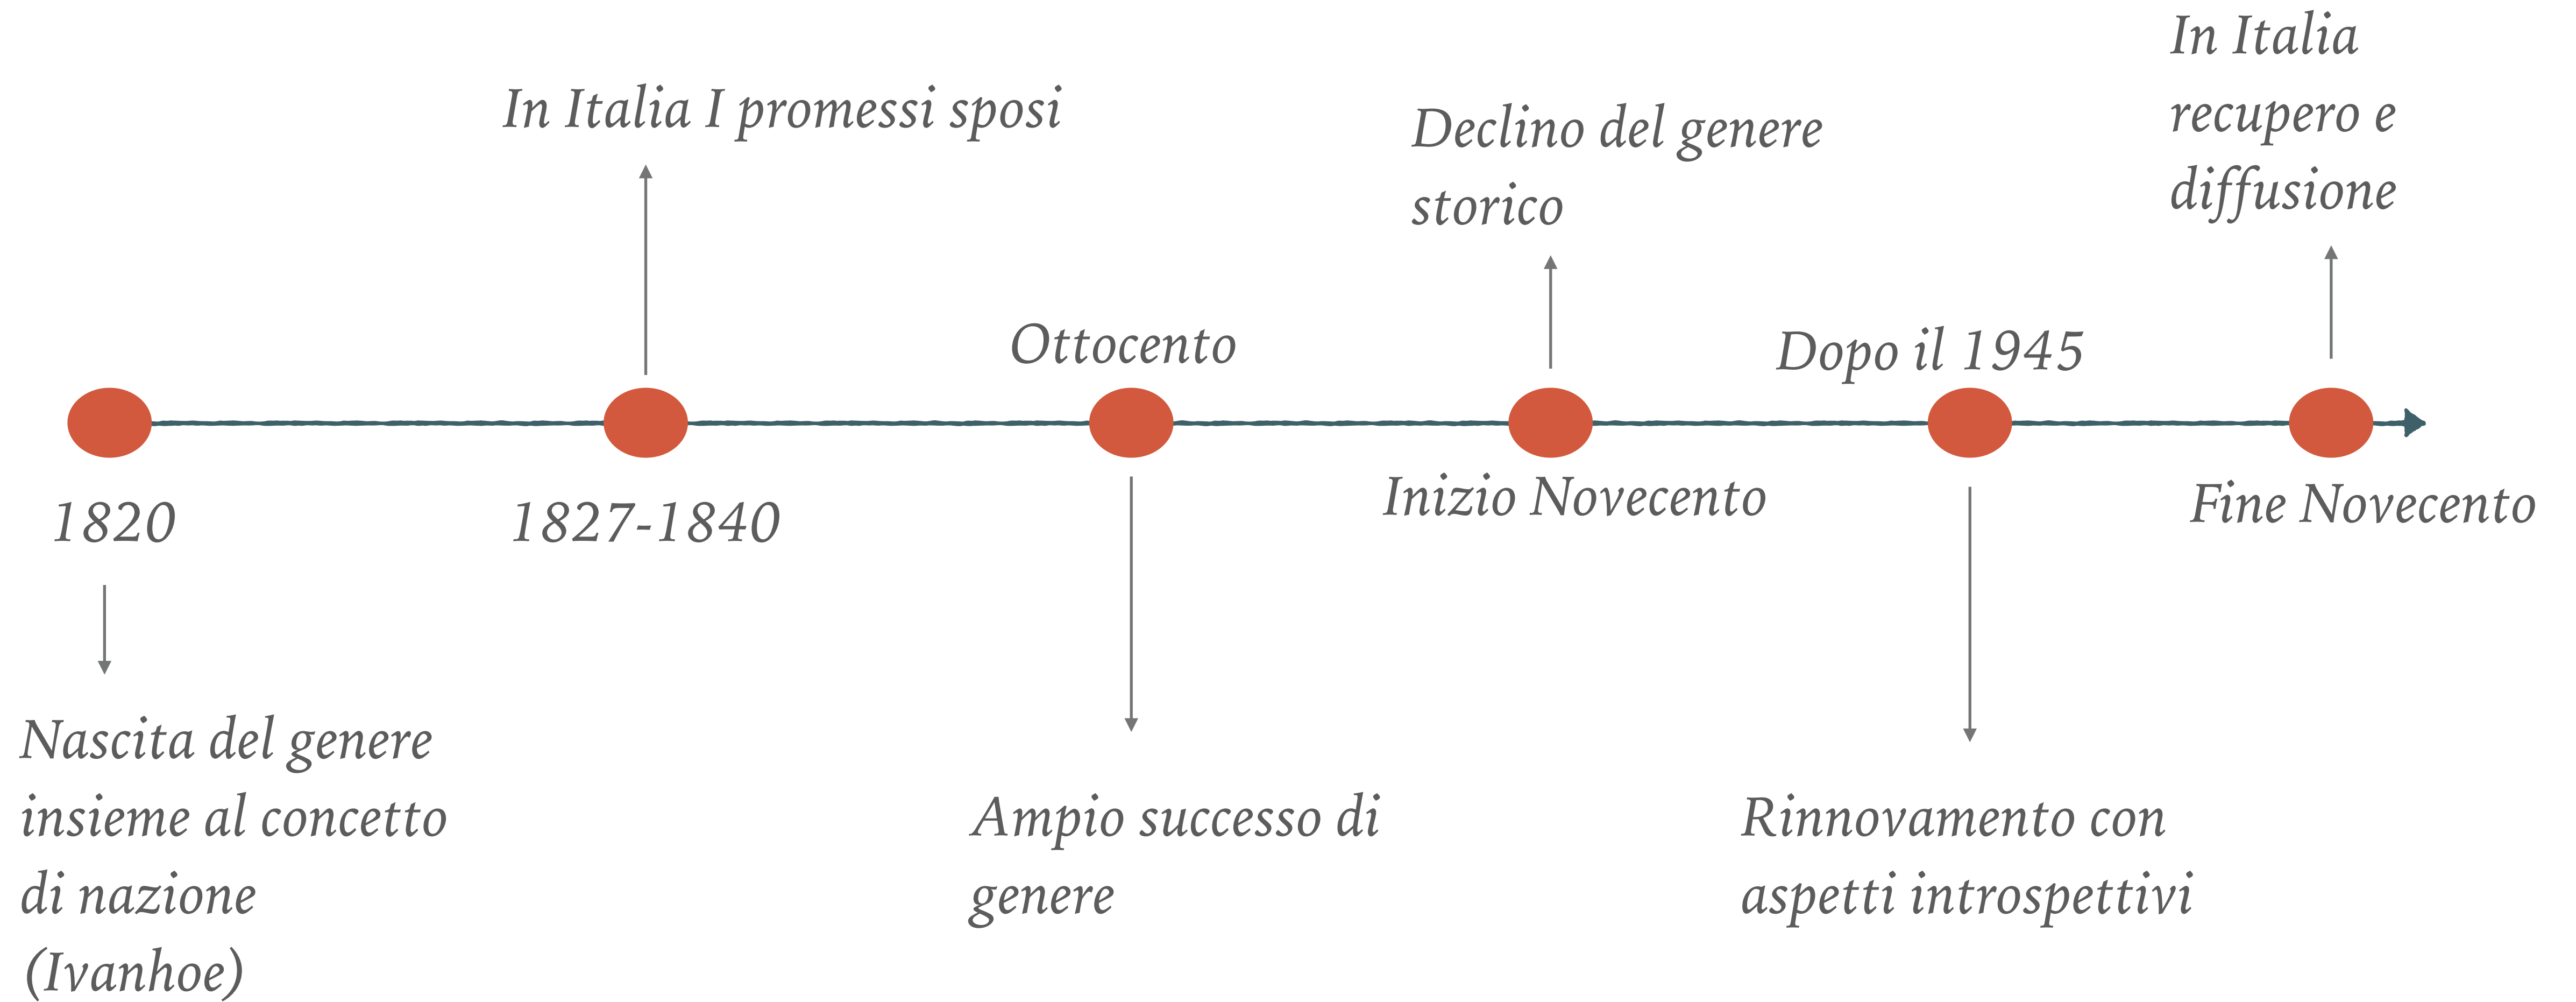 In Italia
recupero e
diffusione
In Italia I promessi sposi
Declino del genere
storico
Ottocento
Dopo il 1945
1820
1827-1840
Inizio Novecento
Fine Novecento
Nascita del genere
insieme al concetto
di nazione
(Ivanhoe)
Ampio successo di
genere
Rinnovamento con
aspetti introspettivi